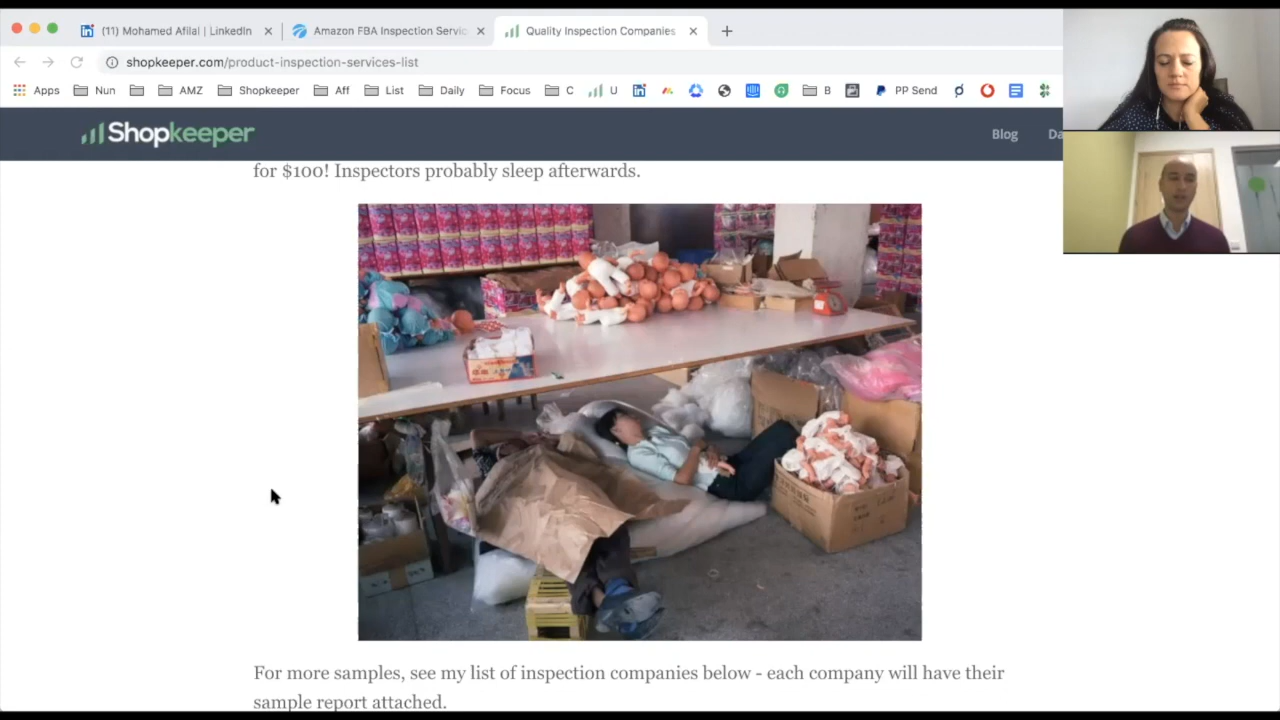 (11) Mohamed Afilal | LinkedIn
Amazon FBA Inspection Servic
Quality Inspection Companies
shopkeeper.com/product-inspection-services-list
Apps Nun AMZ Shopkeeper Aff List Daily Focus C U B PP Send
Shopkeeper
Blog Da
for $100! Inspectors probably sleep afterwards.
For more samples, see my list of inspection companies below - each company will have their
sample report attached.